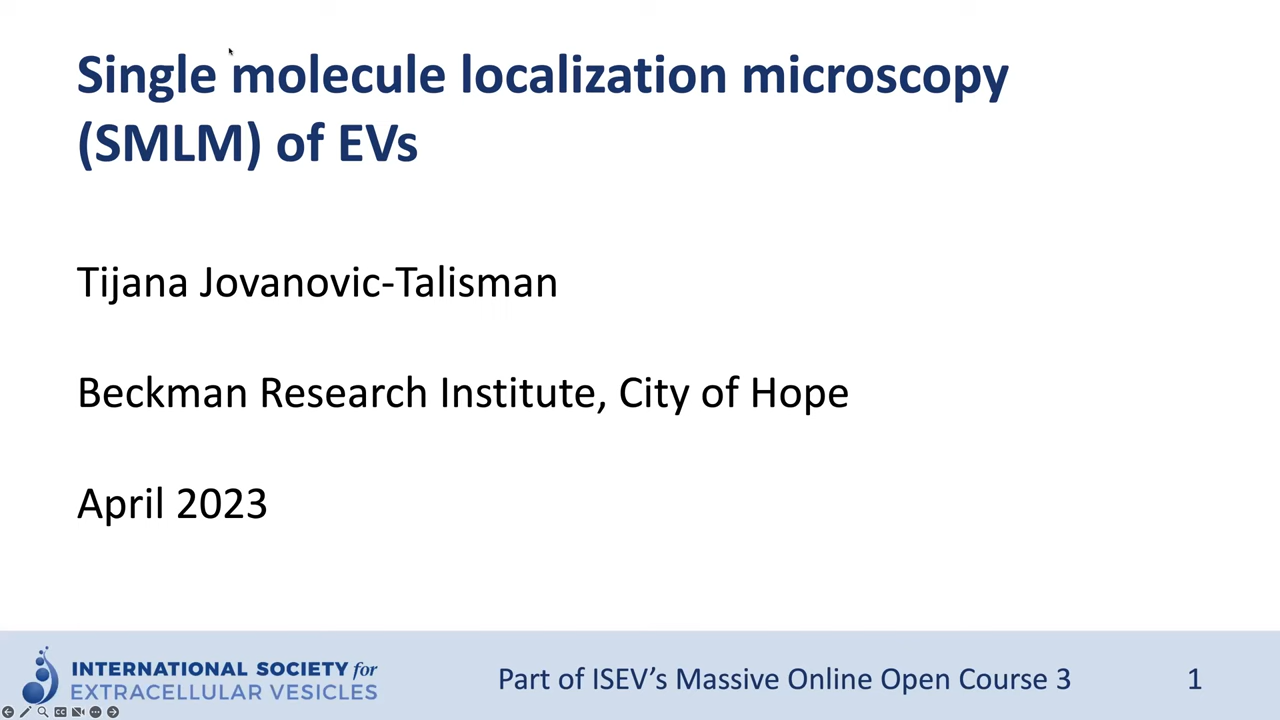 Single molecule localization microscopy
(SMLM) of EVs
Tijana Jovanovic-Talisman
Beckman Research Institute, City of Hope
April 2023
INTERNATIONAL SOCIETY for
EXTRACELLULAR VESICLES
Part of ISEV’s Massive Online Open Course 3
1
CC